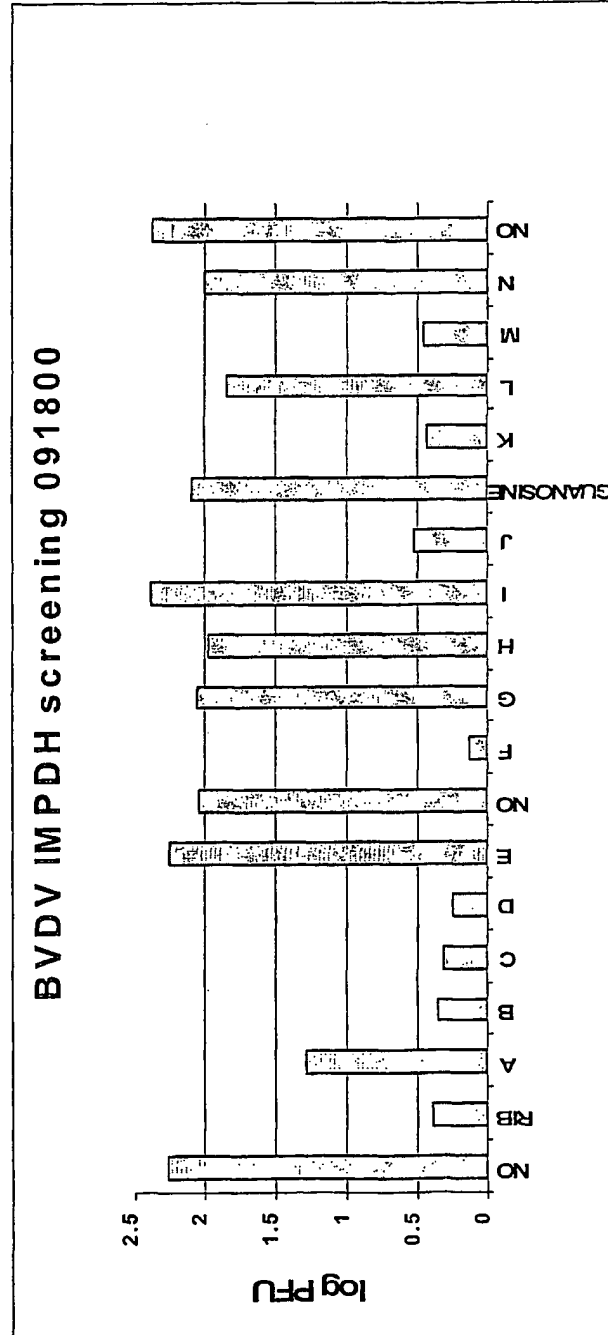 BVDV IMPDH screening 091800
log PFU
2.5
2
1.5
1
0.5
0
NO
RIB
A
B
C
D
E
NO
F
G
H
I
J
GUANOSINE
K
L
M
N
NO